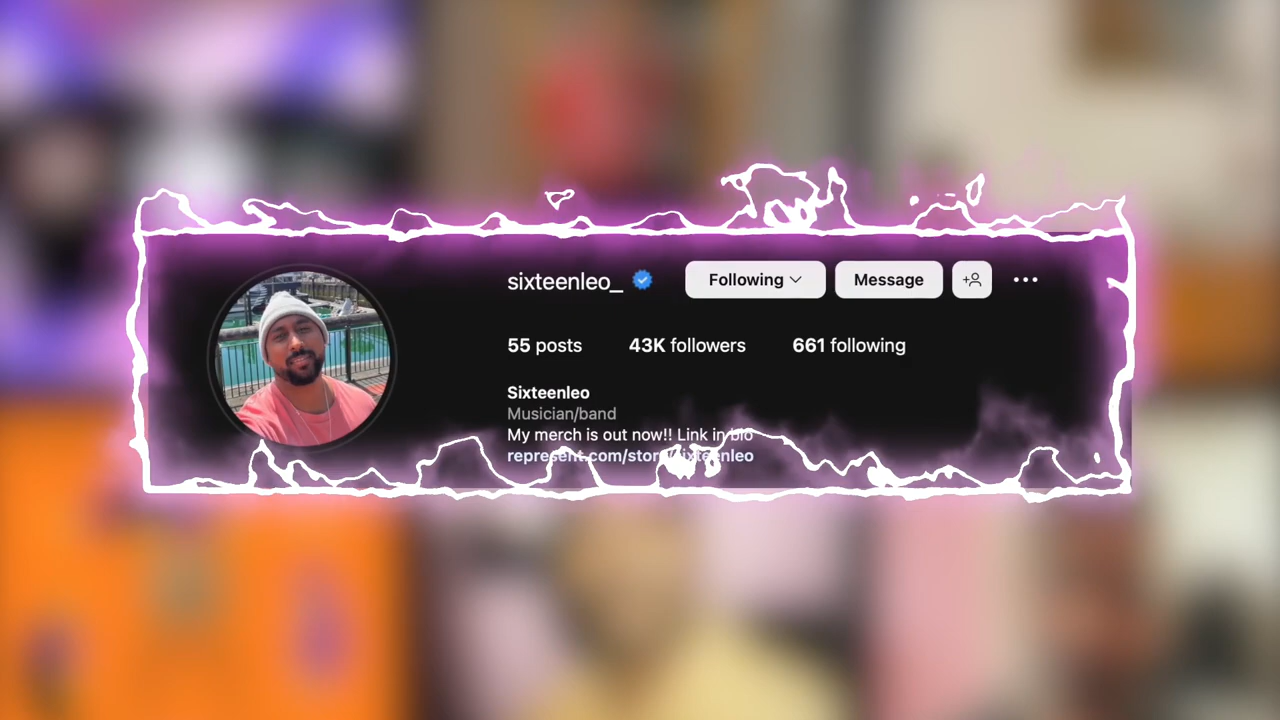 sixteenleo_ Following Message
55 posts 43K followers 661 following
Sixteenleo
Musician/band
My merch is out now!! Link in bio
represent.com/store/sixteenleo